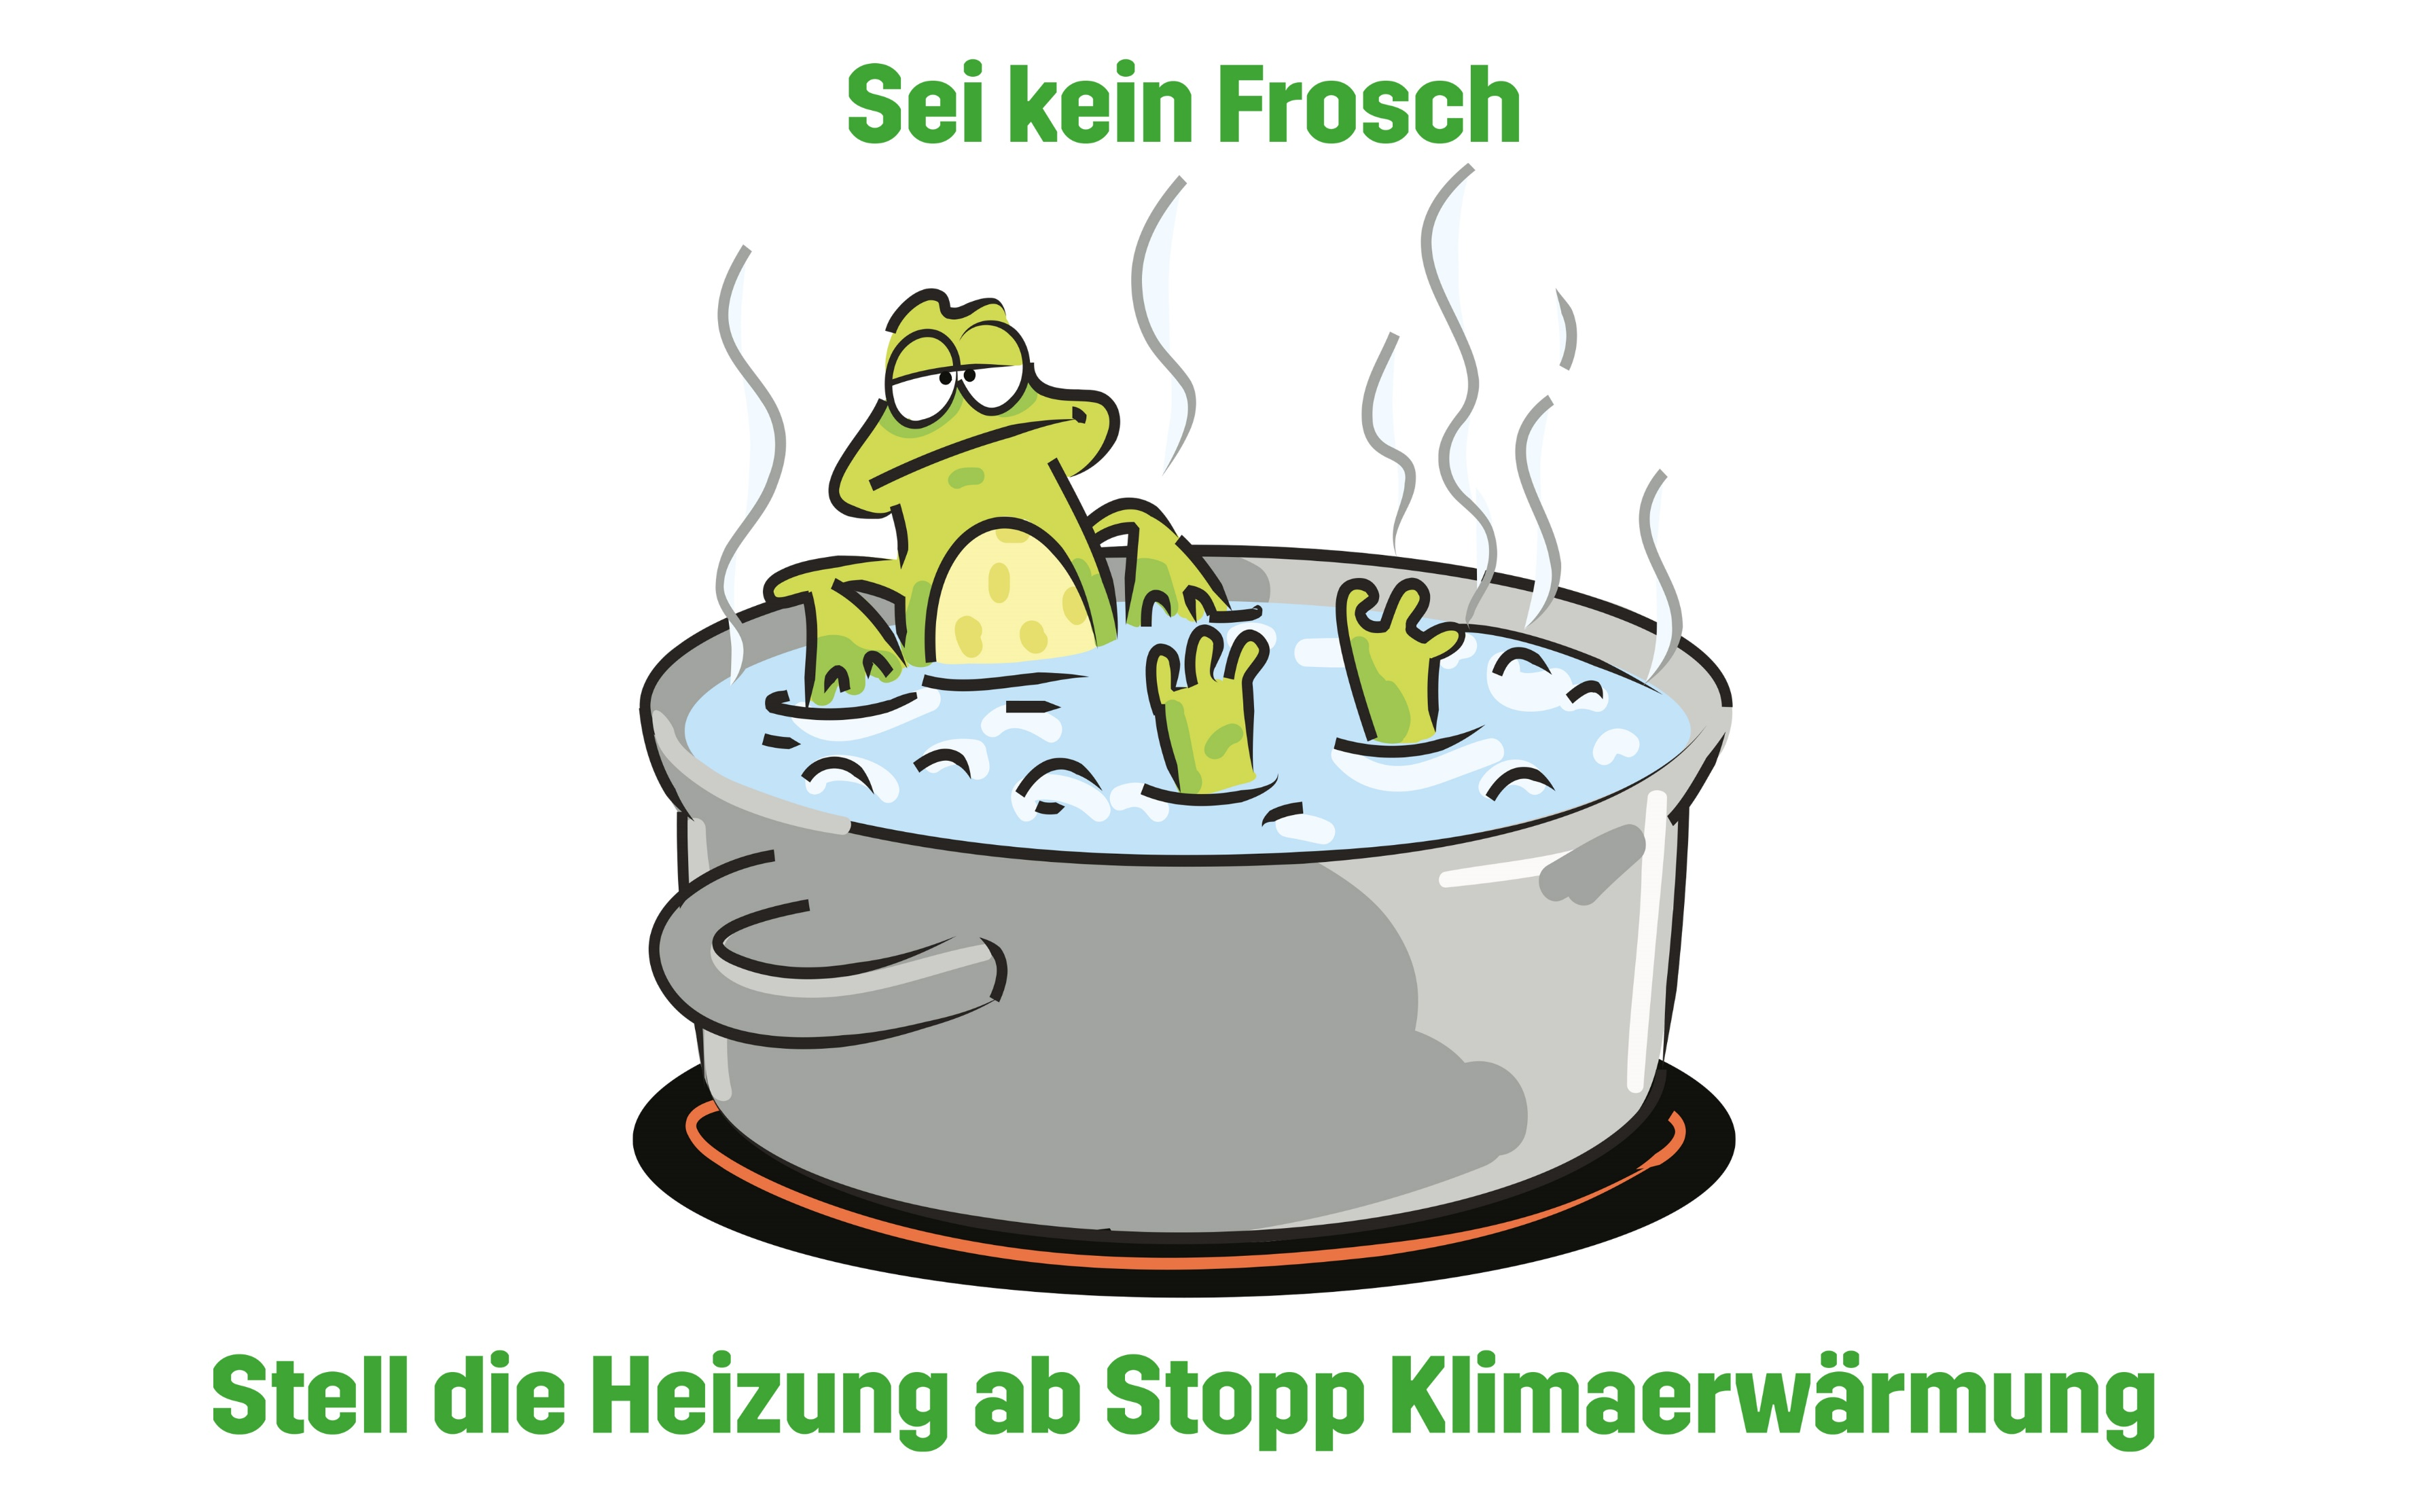 Sei kein Frosch
Stell die Heizung ab Stopp Klimaerwärmung